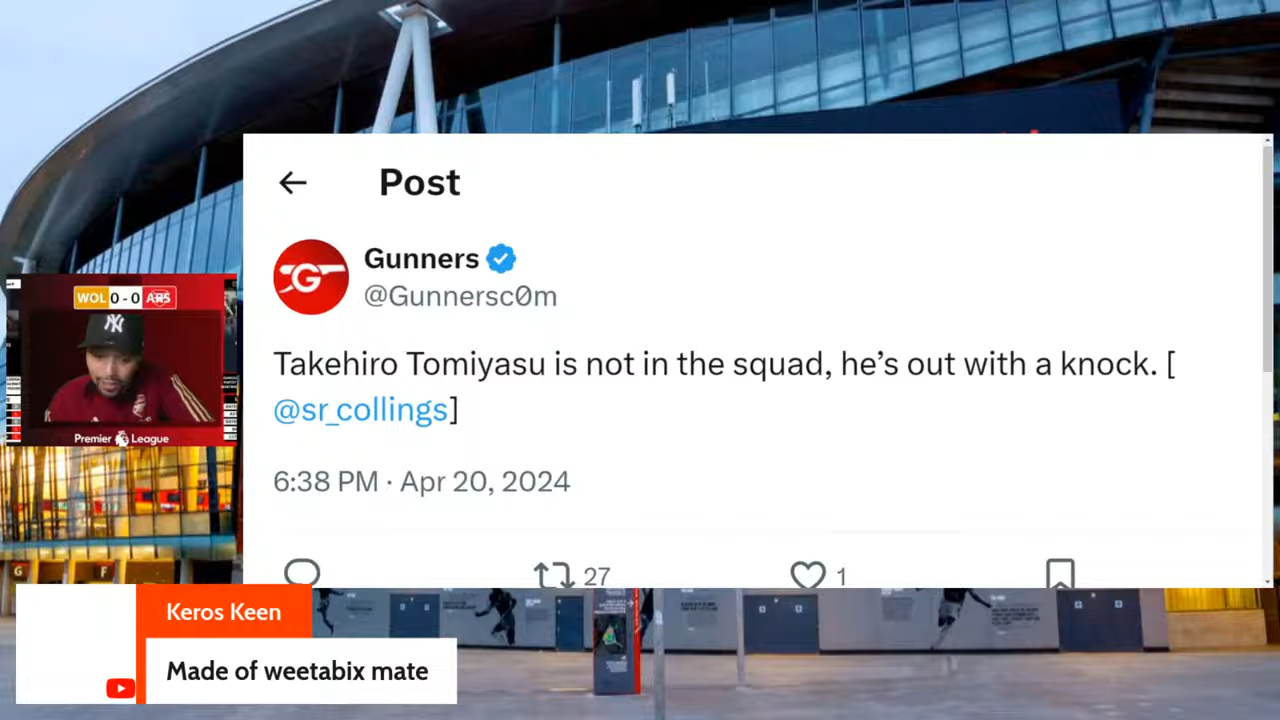 Post
Gunners
@Gunnersc0m
Takehiro Tomiyasu is not in the squad, he’s out with a knock. [
@sr_collings]
6:38 PM · Apr 20, 2024
27
1
WOL 0 - 0 ARS
Premier League
G
F
Keros Keen
Made of weetabix mate